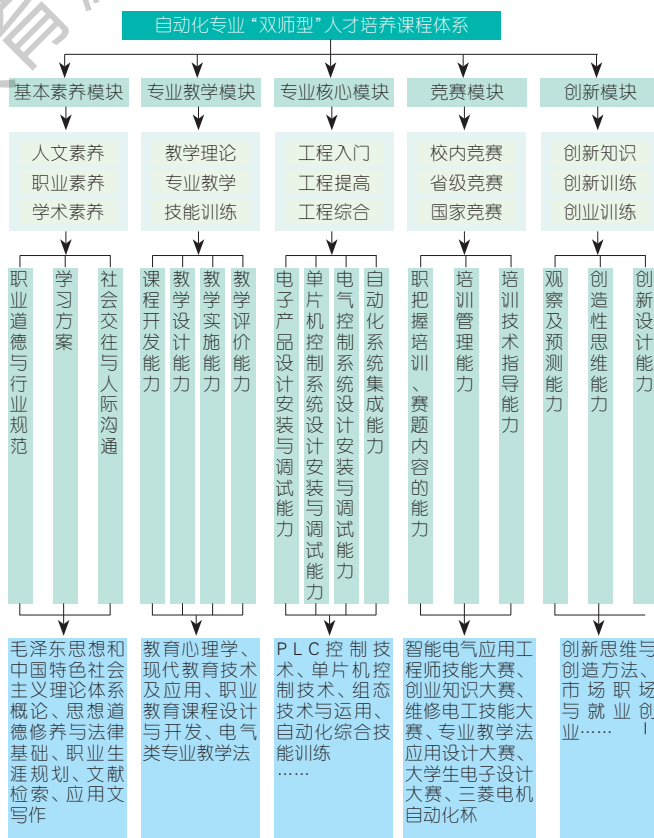 自动化专业“双师型”人才培养课程体系
基本素养模块
专业教学模块
专业核心模块
竞赛模块
创新模块
人文素养
职业素养
学术素养
教学理论
专业教学
技能训练
工程入门
工程提高
工程综合
校内竞赛
省级竞赛
国家竞赛
创新知识
创新训练
创业训练
职业道德与行业规范
学习方案
社会交往与人际沟通
课程开发能力
教学设计能力
教学实施能力
教学评价能力
电子产品设计安装与调试能力
单片机控制系统设计安装与调试能力
电气控制系统设计安装与调试能力
自动化系统集成能力
职把握培训、赛题内容的能力
培训管理能力
培训技术指导能力
观察及预测能力
创造性思维能力
创新设计能力
毛泽东思想和
中国特色社会
主义理论体系
概论、思想道
德修养与法律
基础、职业生
涯规划、文献
检索、应用文
写作
教育心理学、
现代教育技术
及应用、职业
教育课程设计
与开发、电气
类专业教学法
PLC控制技
术、单片机控
制技术、组态
技术与运用、
自动化综合技
能训练
……
智能电气应用工
程师技能大赛、
创业知识大赛、
维修电工技能大
赛、专业教学法
应用设计大赛、
大学生电子设计
大赛、三菱电机
自动化杯
创新思维与
创造方法、
市场职场
与就业创
业……
育